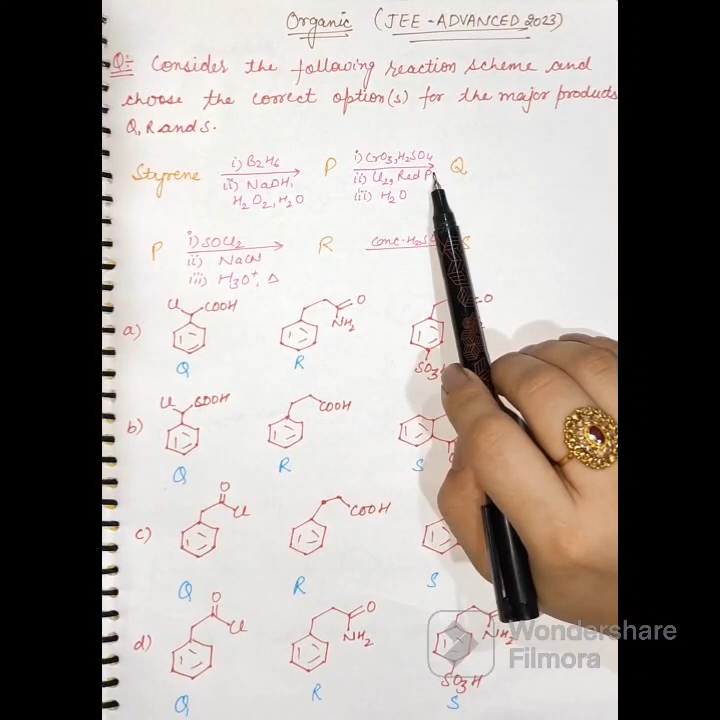 Organic (JEE-ADVANCED 2023)
Q:- Considers the following reaction scheme and
choose the correct option(s) for the major products
Q, R and S.
Styrene i) B2H6 P i) CrO3, H2SO4 Q
ii) NaOH, ii) Cl2, Red P
H2O2, H2O iii) H2O
P i) SOCl2 R conc. H2SO S
ii) NaCN
iii) H3O+, Δ
a) Cl COOH O NH2 O
SO3H
Q R
b) Cl COOH COOH
Q R S
c) O Cl COOH
Q R S
d) O Cl O NH2 NH2
SO3H
Q R S
Wondershare
Filmora